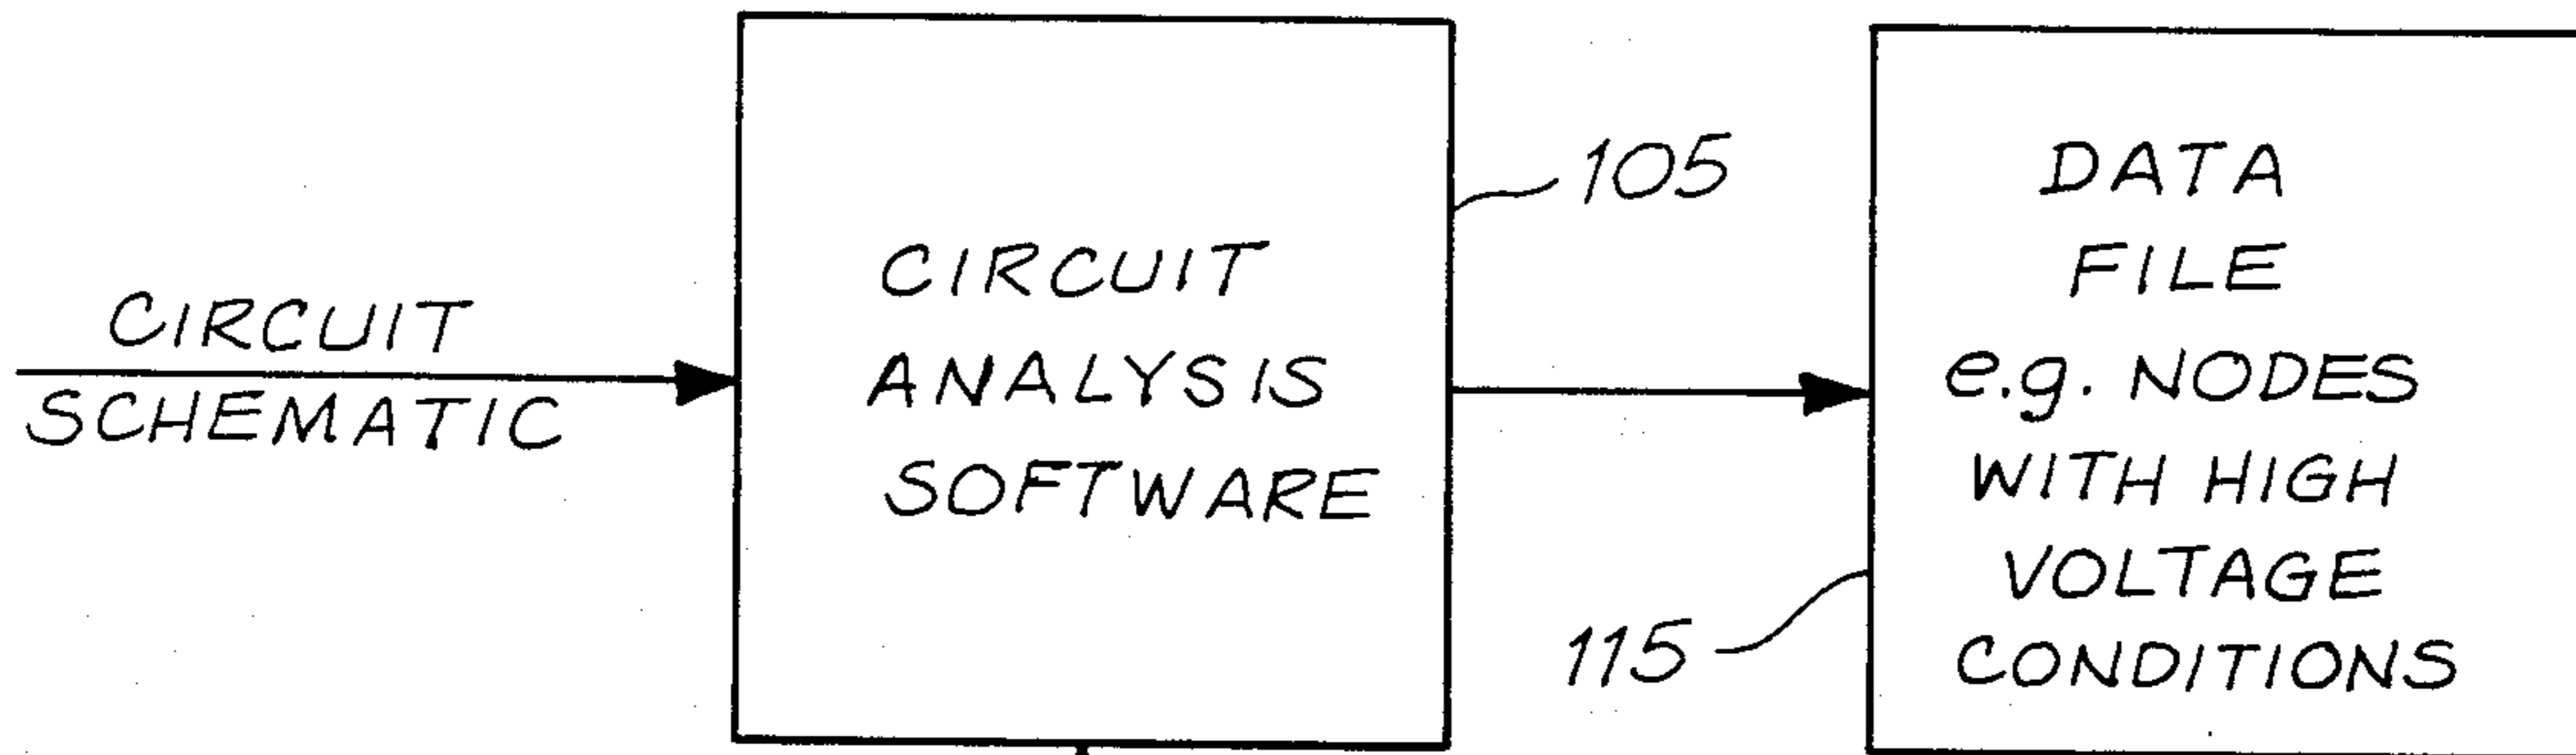 CIRCUIT
SCHEMATIC
CIRCUIT
ANALYSIS
SOFTWARE
105
DATA
FILE
e.g. NODES
WITH HIGH
VOLTAGE
CONDITIONS
115